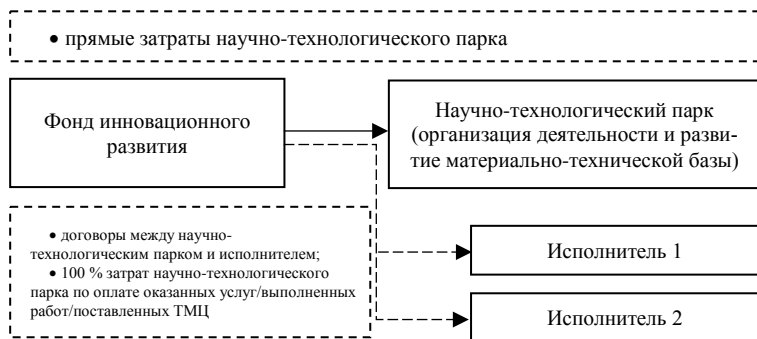 • прямые затраты научно-технологического парка
Фонд инновационного
развития
Научно-технологический парк
(организация деятельности и разви-
тие материально-технической базы)
• договоры между научно-
технологическим парком и исполнителем;
• 100 % затрат научно-технологического
парка по оплате оказанных услуг/выполненных
работ/поставленных ТМЦ
Исполнитель 1
Исполнитель 2